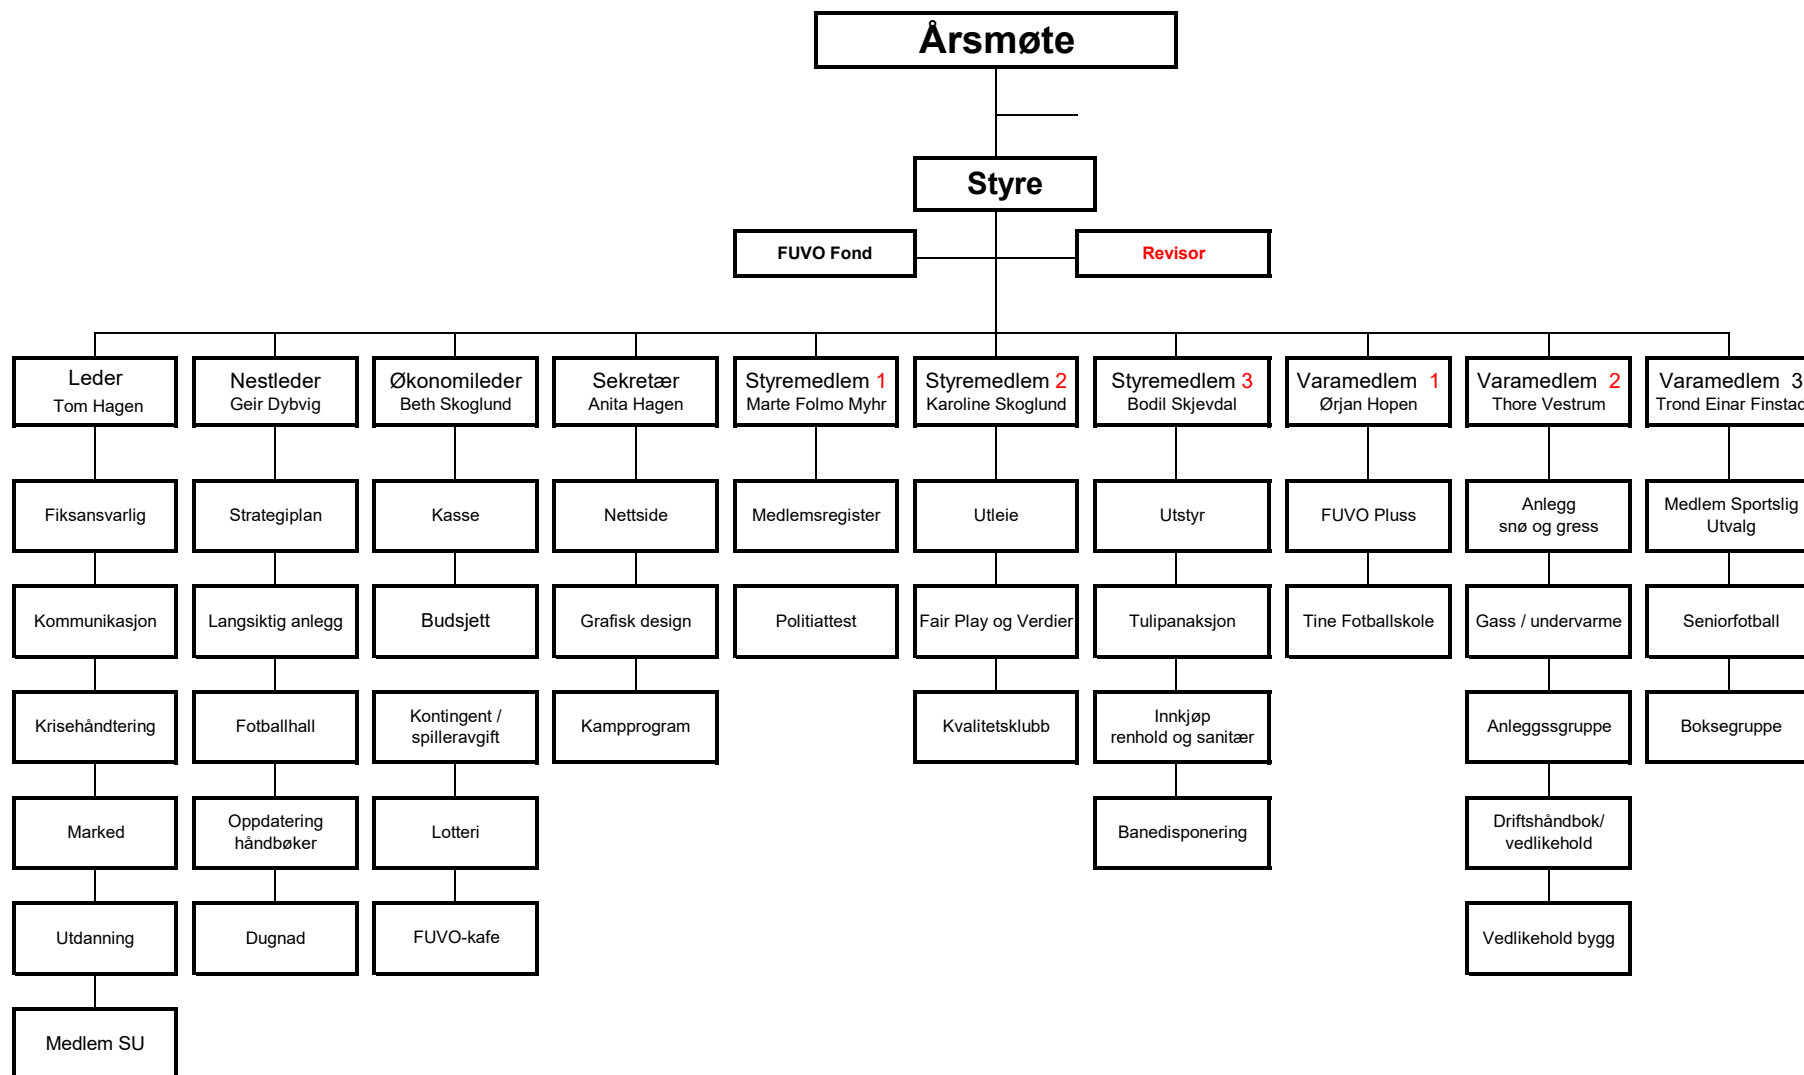 Årsmøte
Styre
FUVO Fond
Revisor
Leder
Tom Hagen
Nestleder
Geir Dybvig
Økonomileder
Beth Skoglund
Sekretær
Anita Hagen
Styremedlem 1
Marte Folmo Myhr
Styremedlem 2
Karoline Skoglund
Styremedlem 3
Bodil Skjevdal
Varamedlem 1
Ørjan Hopen
Varamedlem 2
Thore Vestrum
Varamedlem 3
Trond Einar Finstad
Fiksansvarlig
Strategiplan
Kasse
Nettside
Medlemsregister
Utleie
Utstyr
FUVO Pluss
Anlegg
snø og gress
Medlem Sportslig
Utvalg
Kommunikasjon
Langsiktig anlegg
Budsjett
Grafisk design
Politiattest
Fair Play og Verdier
Tulipanaksjon
Tine Fotballskole
Gass / undervarme
Seniorfotball
Krisehåndtering
Fotballhall
Kontingent /
spilleravgift
Kampprogram
Kvalitetsklubb
Innkjøp
renhold og sanitær
Anleggssgruppe
Boksegruppe
Marked
Oppdatering
håndbøker
Lotteri
Banedisponering
Driftshåndbok/
vedlikehold
Utdanning
Dugnad
FUVO-kafe
Vedlikehold bygg
Medlem SU